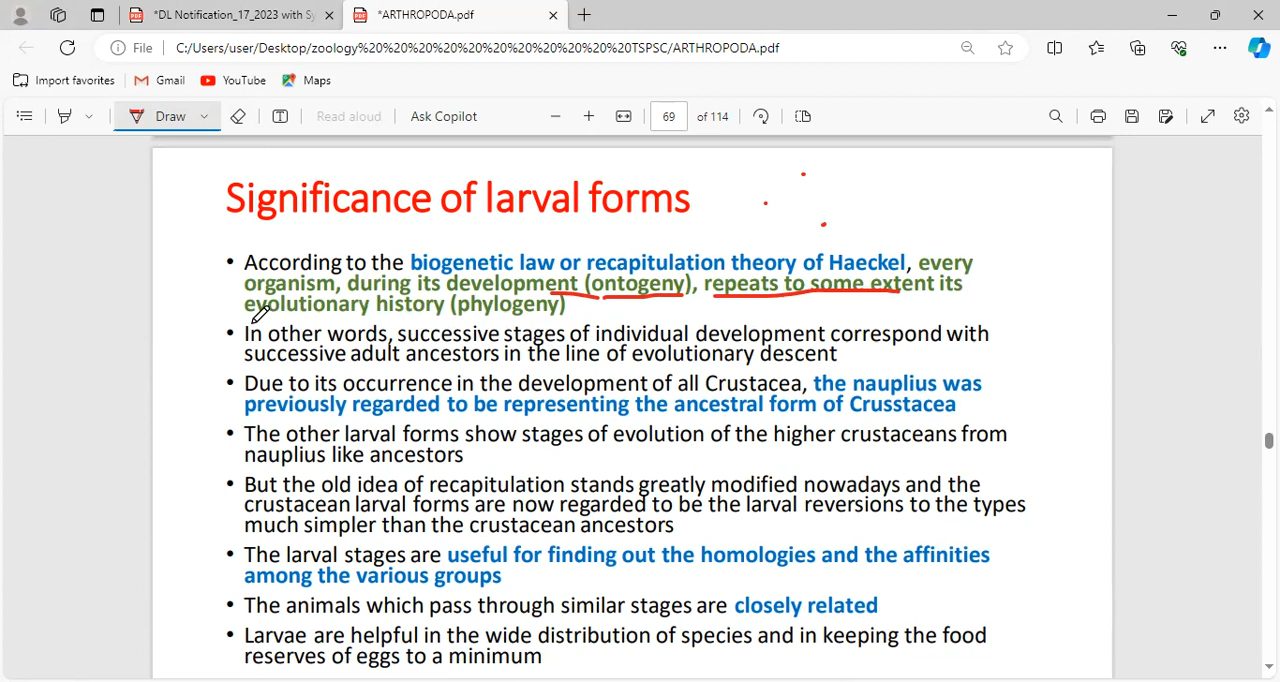 *DL Notification_17_2023 with Sy
*ARTHROPODA.pdf
File
C:/Users/user/Desktop/zoology%20%20%20%20%20%20%20%20%20%20TSPSC/ARTHROPODA.pdf
Import favorites
Gmail
YouTube
Maps
Draw
Read aloud
Ask Copilot
69
of 114
Significance of larval forms
• According to the biogenetic law or recapitulation theory of Haeckel, every
organism, during its development (ontogeny), repeats to some extent its
evolutionary history (phylogeny)
• In other words, successive stages of individual development correspond with
successive adult ancestors in the line of evolutionary descent
• Due to its occurrence in the development of all Crustacea, the nauplius was
previously regarded to be representing the ancestral form of Crusstacea
• The other larval forms show stages of evolution of the higher crustaceans from
nauplius like ancestors
• But the old idea of recapitulation stands greatly modified nowadays and the
crustacean larval forms are now regarded to be the larval reversions to the types
much simpler than the crustacean ancestors
• The larval stages are useful for finding out the homologies and the affinities
among the various groups
• The animals which pass through similar stages are closely related
• Larvae are helpful in the wide distribution of species and in keeping the food
reserves of eggs to a minimum